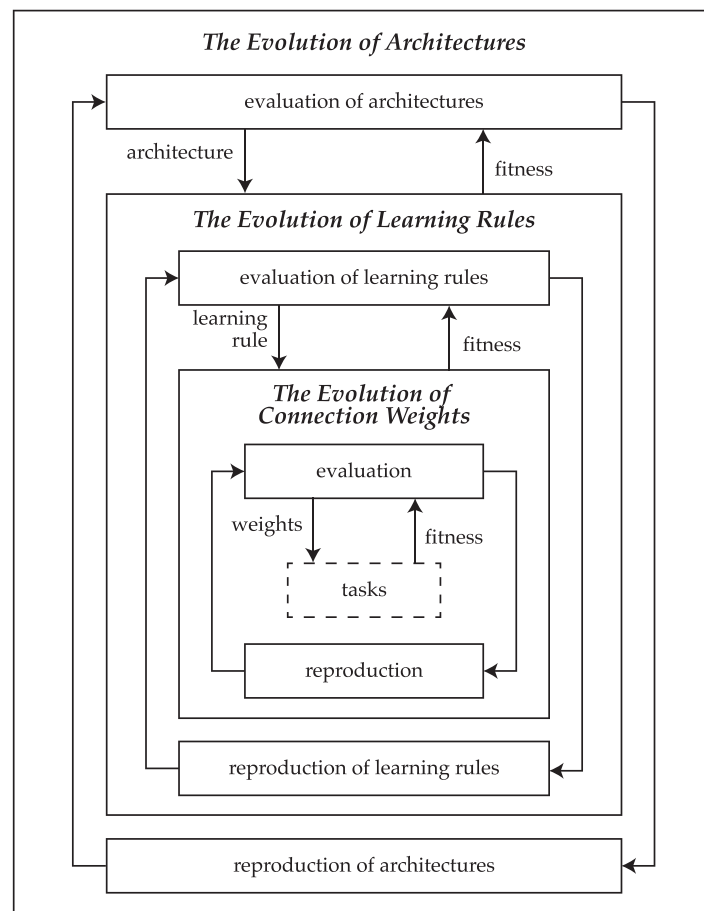 The Evolution of Architectures
evaluation of architectures
architecture
fitness
The Evolution of Learning Rules
evaluation of learning rules
learning
rule
fitness
The Evolution of
Connection Weights
evaluation
weights
fitness
tasks
reproduction
reproduction of learning rules
reproduction of architectures